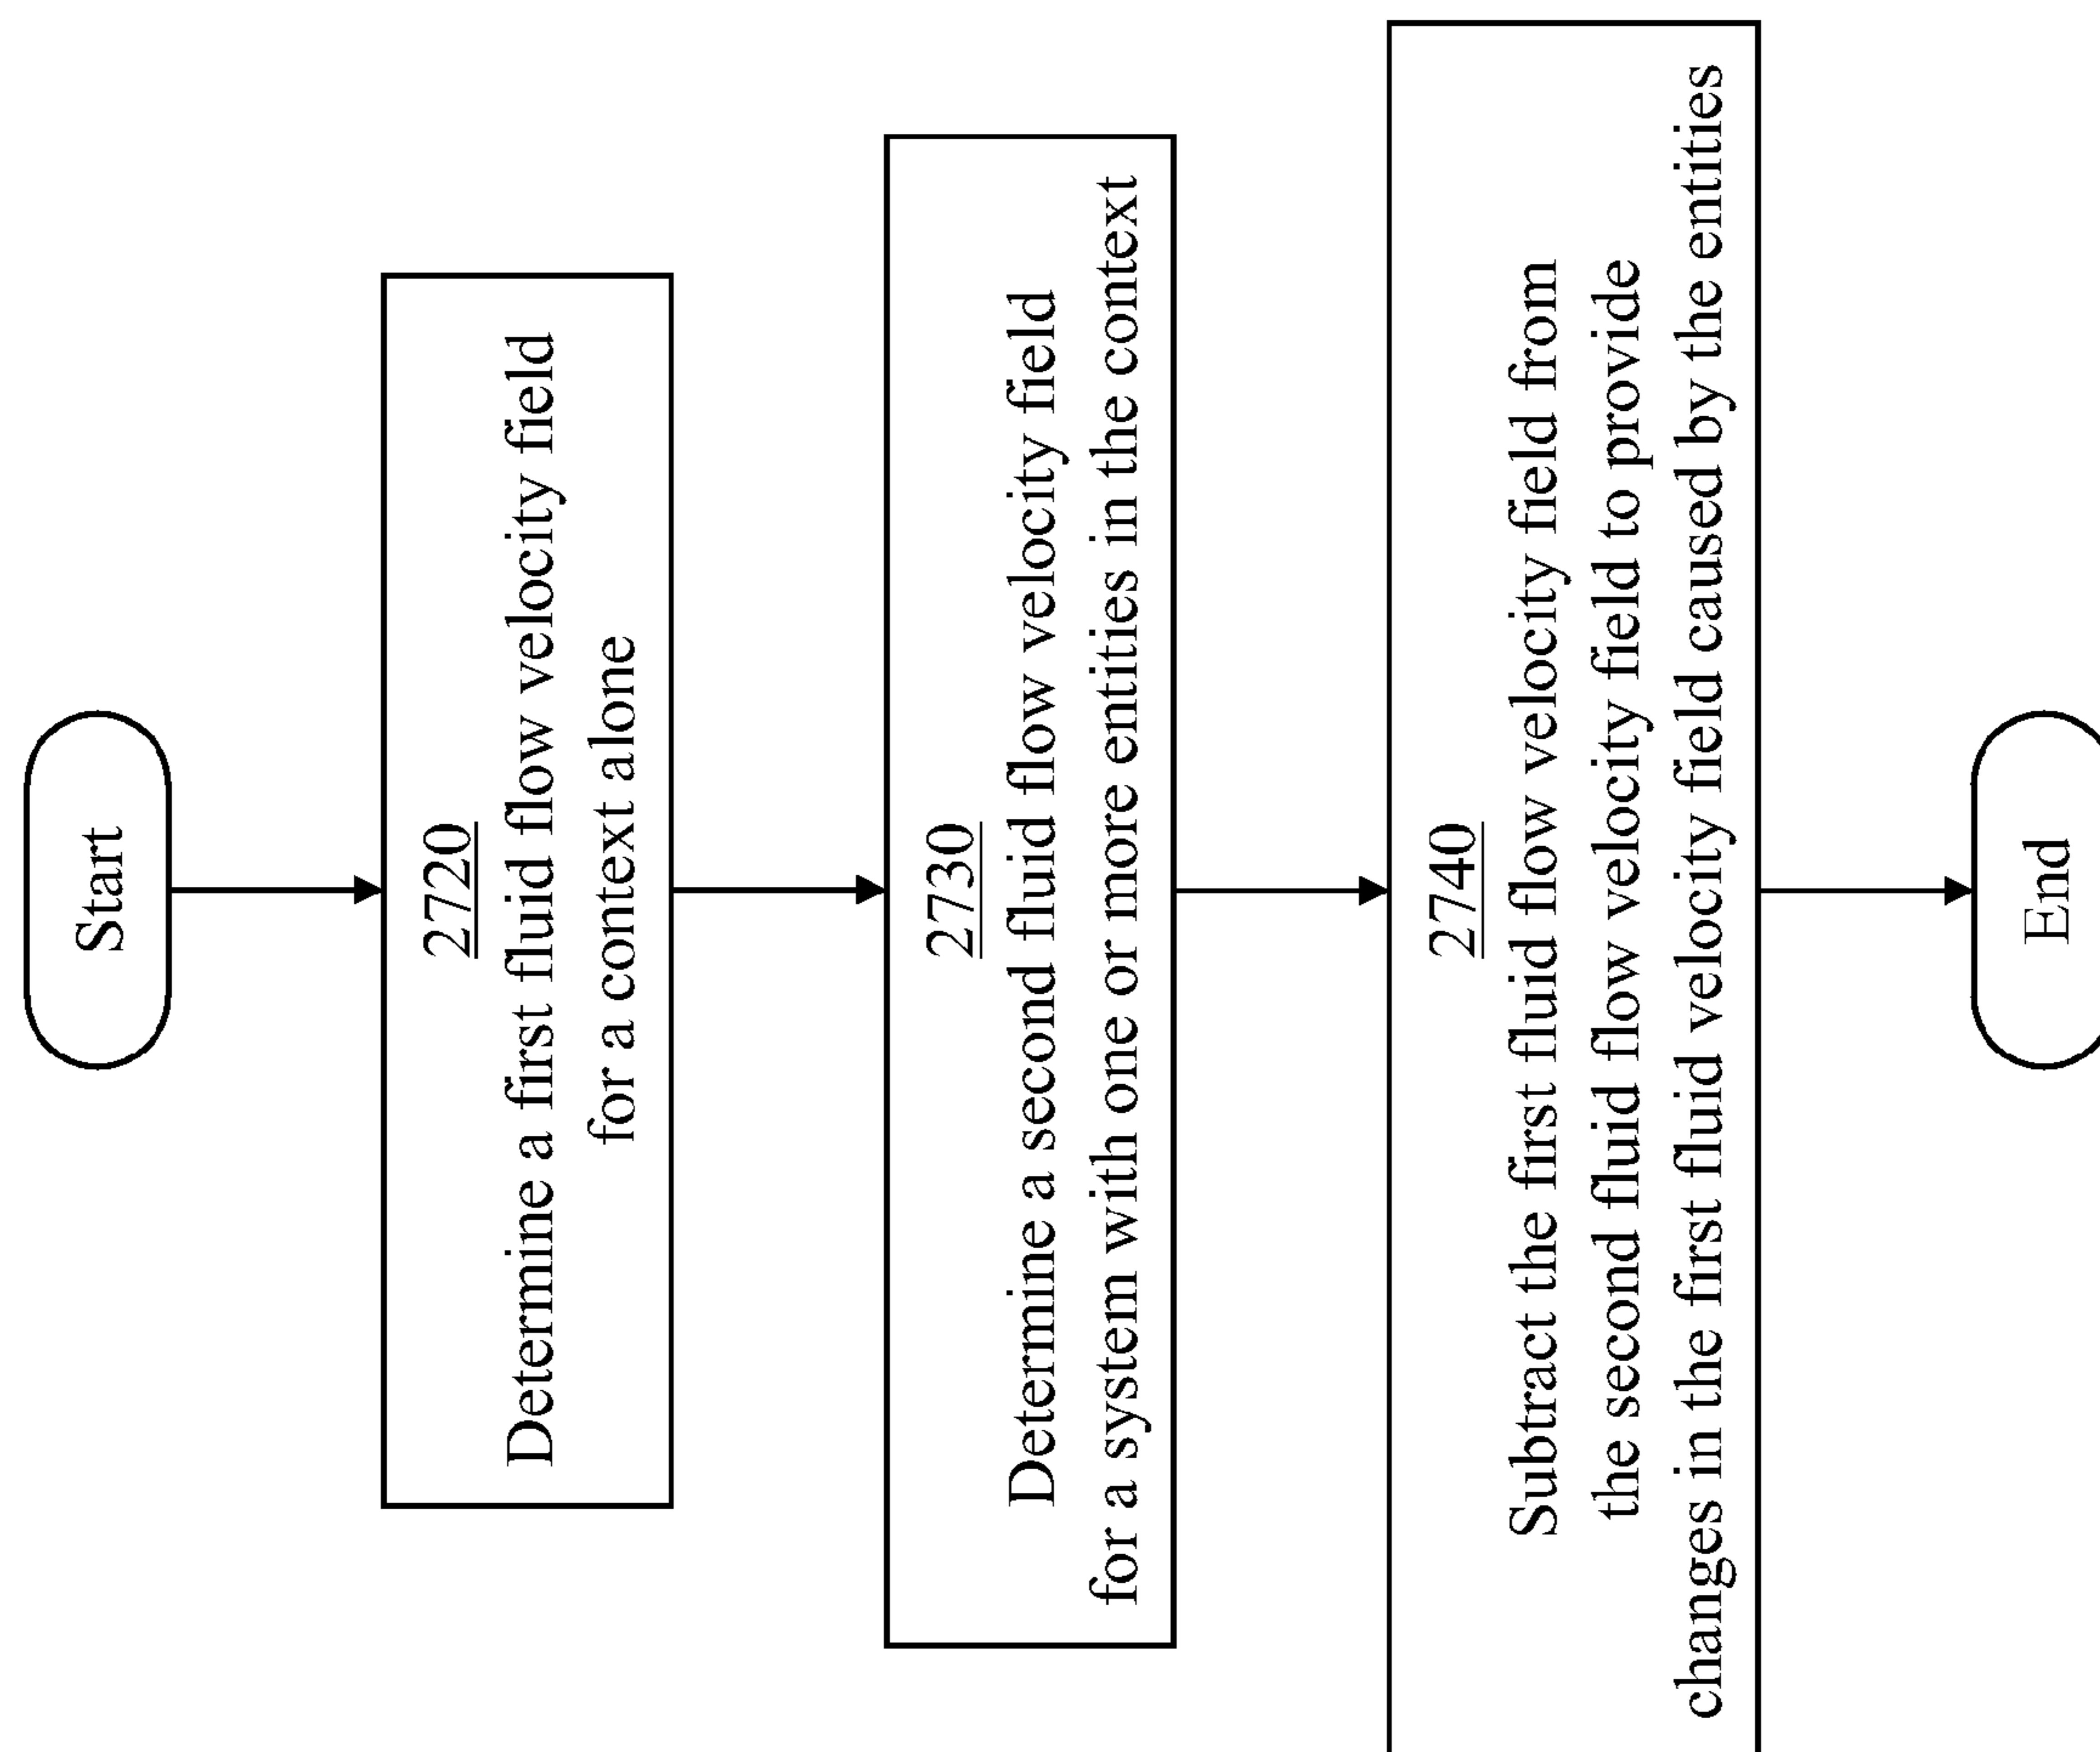 Start
2720
Determine a first fluid flow velocity field
for a context alone
2730
Determine a second fluid flow velocity field
for a system with one or more entities in the context
2740
Subtract the first fluid flow velocity field from
the second fluid flow velocity field to provide
changes in the first fluid velocity field caused by the entities
End